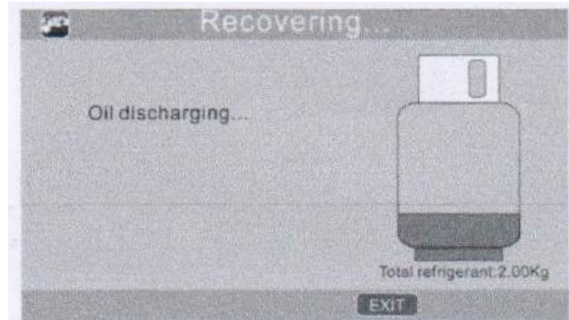 Recovering...
Oil discharging...
Total refrigerant:2.00Kg
EXIT